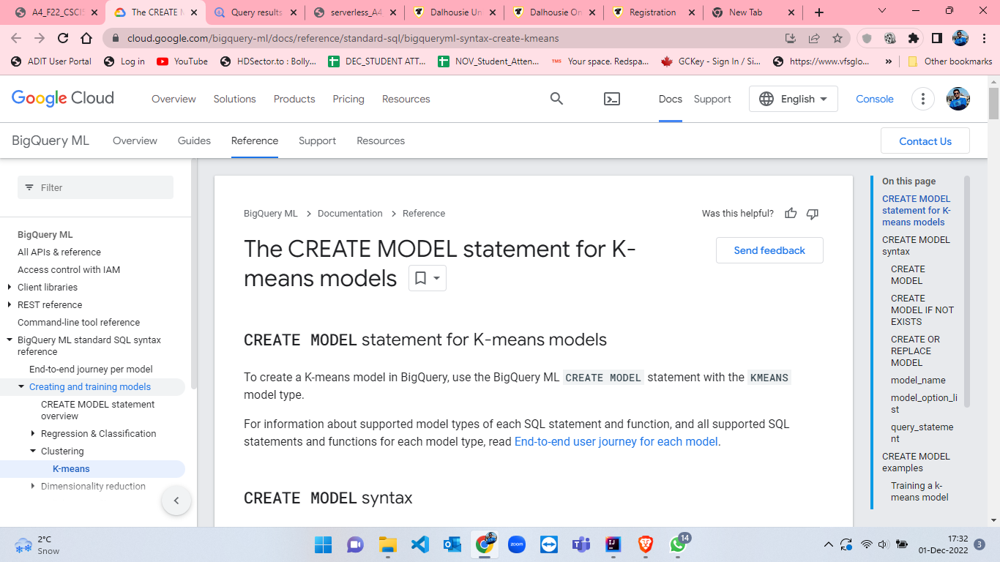 A4_F22_CSCI5
The CREATE M
Query results
serverless_A4
Dalhousie Un
Dalhousie On
Registration
New Tab
cloud.google.com/bigquery-ml/docs/reference/standard-sql/bigqueryml-syntax-create-kmeans
ADIT User Portal
Log in
YouTube
HDSector.to : Bolly...
DEC_STUDENT ATT...
NOV_Student_Atten...
Your space. Redspa...
GCKey - Sign In / Si...
https://www.vfsglo...
»
Other bookmarks
Google Cloud
Overview
Solutions
Products
Pricing
Resources
Docs
Support
English
Console
BigQuery ML
Overview
Guides
Reference
Support
Resources
Contact Us
Filter
BigQuery ML
All APIs & reference
Access control with IAM
Client libraries
REST reference
Command-line tool reference
BigQuery ML standard SQL syntax
reference
End-to-end journey per model
Creating and training models
CREATE MODEL statement
overview
Regression & Classification
Clustering
K-means
Dimensionality reduction
BigQuery ML > Documentation > Reference
Was this helpful?
The CREATE MODEL statement for K-
means models
Send feedback
CREATE MODEL statement for K-means models
To create a K-means model in BigQuery, use the BigQuery ML CREATE MODEL statement with the KMEANS
model type.
For information about supported model types of each SQL statement and function, and all supported SQL
statements and functions for each model type, read End-to-end user journey for each model.
CREATE MODEL syntax
On this page
CREATE MODEL
statement for K-
means models
CREATE MODEL
syntax
CREATE
MODEL
CREATE
MODEL IF NOT
EXISTS
CREATE OR
REPLACE
MODEL
model_name
model_option_li
st
query_stateme
nt
CREATE MODEL
examples
Training a k-
means model
2°C
Snow
zoom
14
17:32
01-Dec-2022
3